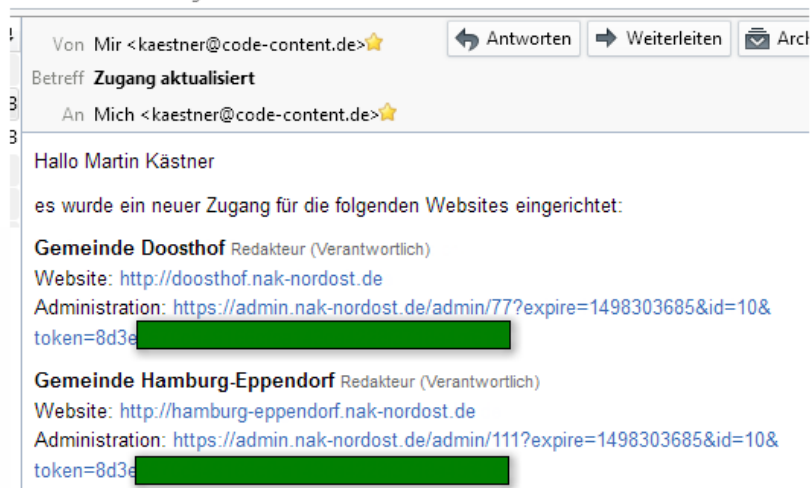 Von Mir <kaestner@code-content.de> Antworten Weiterleiten
Betreff Zugang aktualisiert
An Mich <kaestner@code-content.de>
Hallo Martin Kästner
es wurde ein neuer Zugang für die folgenden Websites eingerichtet:
Gemeinde Doosthof Redakteur (Verantwortlich)
Website: http://doosthof.nak-nordost.de
Administration: https://admin.nak-nordost.de/admin/77?expire=1498303685&id=10&
token=8d3e
Gemeinde Hamburg-Eppendorf Redakteur (Verantwortlich)
Website: http://hamburg-eppendorf.nak-nordost.de
Administration: https://admin.nak-nordost.de/admin/111?expire=1498303685&id=10&
token=8d3e